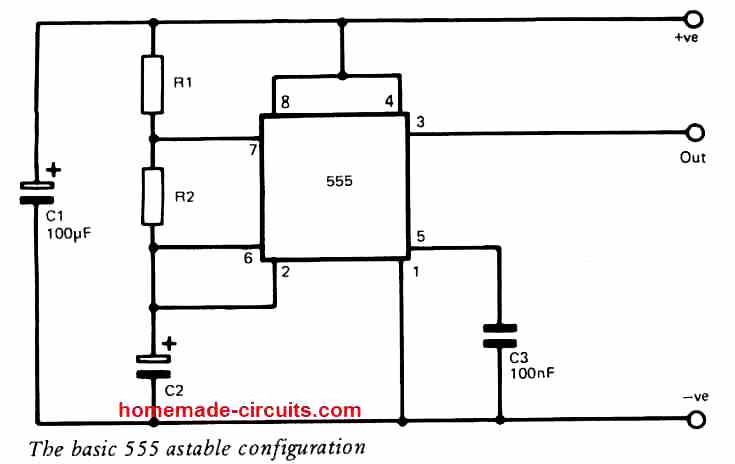 +ve
R1
8
4
3
7
Out
555
+
R2
C1
100µF
5
6
2
1
+
C3
100nF
C2
−ve
homemade-circuits.com
The basic 555 astable configuration